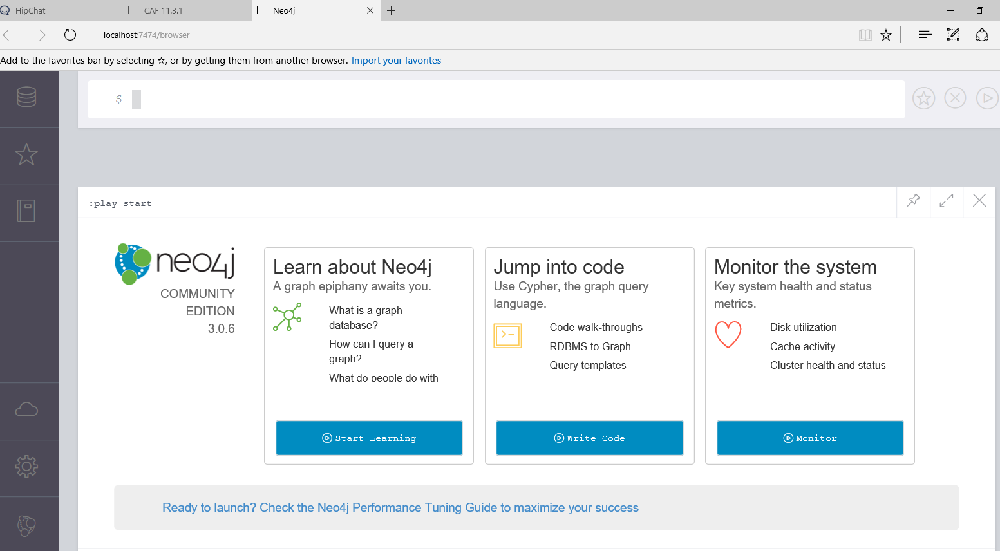 HipChat
CAF 11.3.1
Neo4j
localhost:7474/browser
Add to the favorites bar by selecting ☆, or by getting them from another browser. Import your favorites
$
:play start
neo4j
COMMUNITY
EDITION
3.0.6
Learn about Neo4j
A graph epiphany awaits you.
What is a graph
database?
How can I query a
graph?
What do people do with
Start Learning
Jump into code
Use Cypher, the graph query
language.
Code walk-throughs
RDBMS to Graph
Query templates
Write Code
Monitor the system
Key system health and status
metrics.
Disk utilization
Cache activity
Cluster health and status
Monitor
Ready to launch? Check the Neo4j Performance Tuning Guide to maximize your success